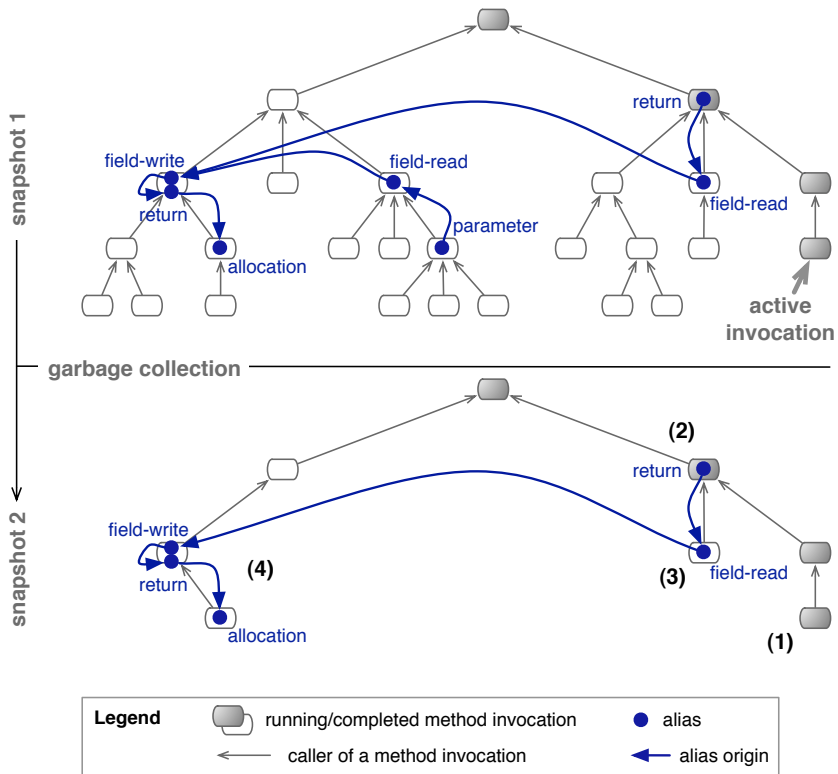 snapshot 1
return
field-write
field-read
return
field-read
parameter
allocation
active
invocation
garbage collection
snapshot 2
(2)
return
field-write
(4)
(3)
field-read
return
allocation
(1)
Legend
running/completed method invocation
alias
caller of a method invocation
alias origin